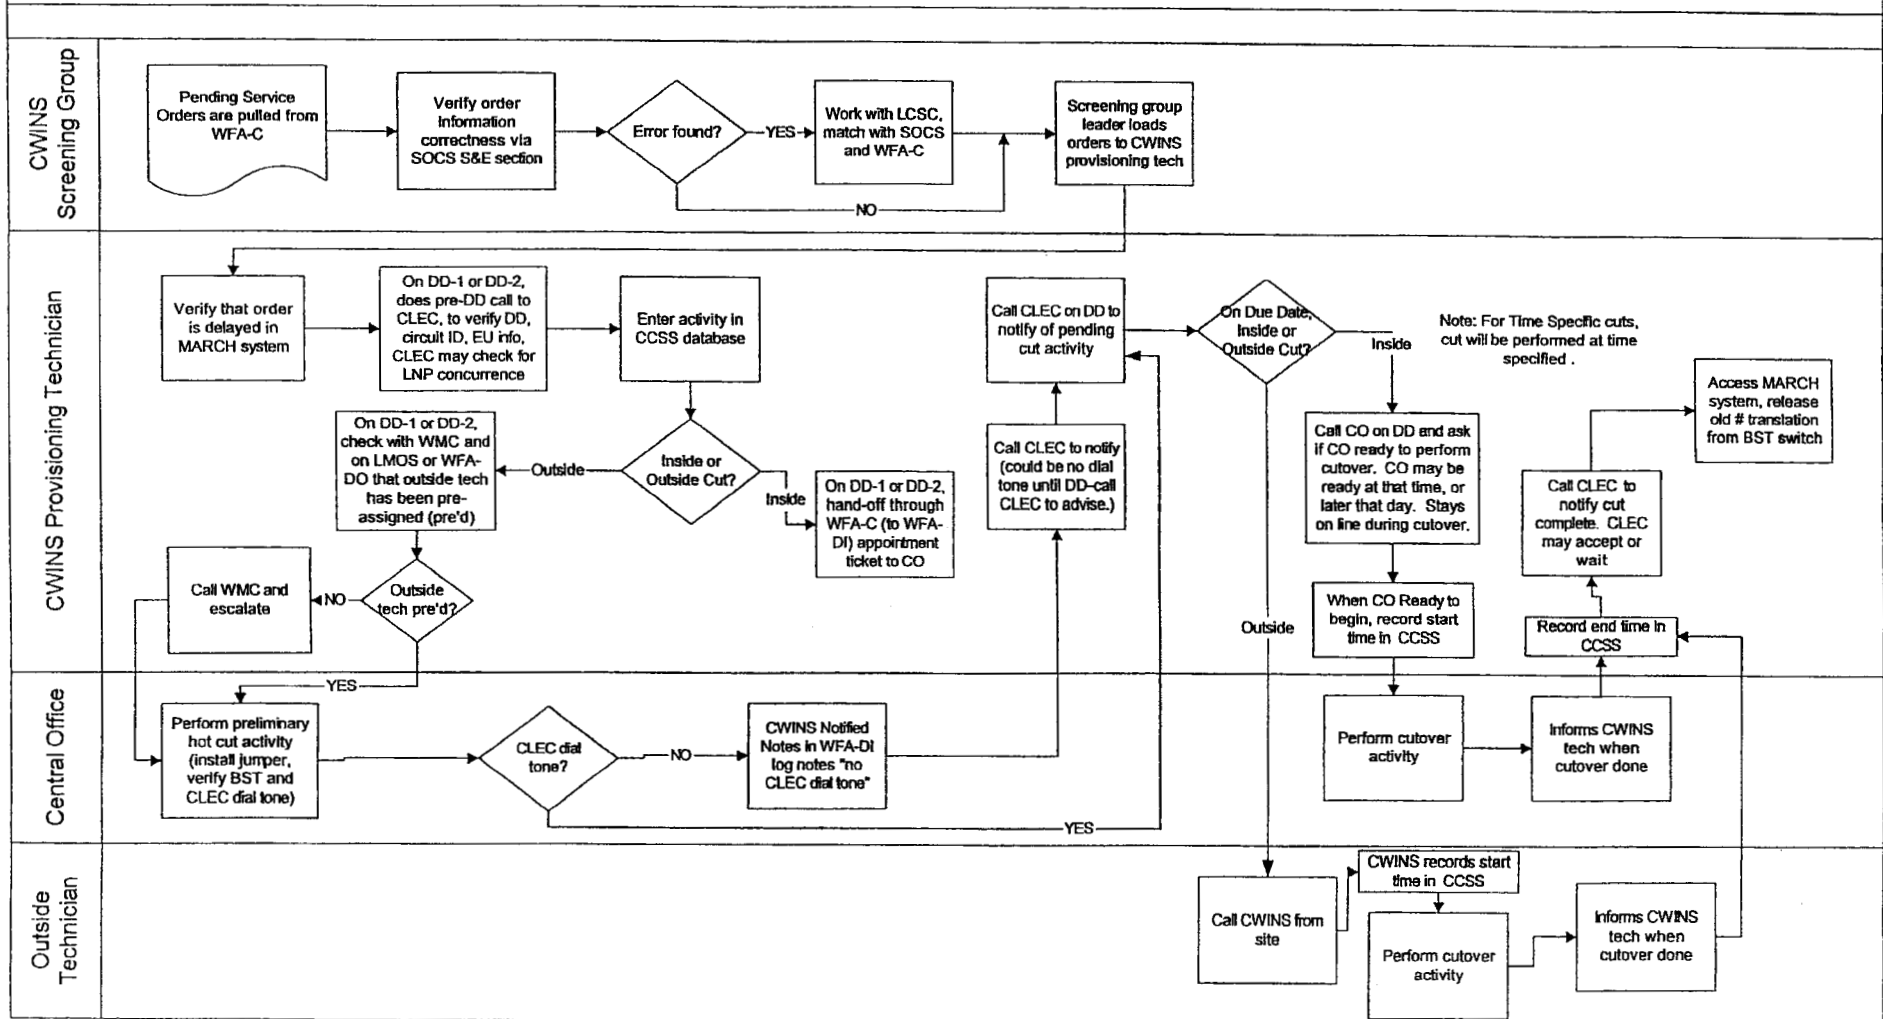 CWINS
Screening Group
Pending Service
Orders are pulled from
WFA-C
Verify order
Information
correctness via
SOCS S&E section
Error found?
YES
NO
Work with LCSC,
match with SOCS
and WFA-C
Screening group
leader loads
orders to CWINS
provisioning tech
CWINS Provisioning Technician
Verify that order
is delayed in
MARCH system
On DD-1 or DD-2,
does pre-DD call to
CLEC, to verify DD,
circuit ID, EU info,
CLEC may check for
LNP concurrence
Enter activity in
CCSS database
Inside or
Outside Cut?
Outside
Inside
On DD-1 or DD-2,
check with WMC and
on LMOS or WFA-
DO that outside tech
has been pre-
assigned (pre'd)
On DD-1 or DD-2,
hand-off through
WFA-C (to WFA-
DI) appointment
ticket to CO
Outside
tech pre'd?
NO
YES
Call WMC and
escalate
Call CLEC on DD to
notify of pending
cut activity
Call CLEC to notify
(could be no dial
tone until DD-call
CLEC to advise.)
On Due Date,
Inside or
Outside Cut?
Inside
Outside
Note: For Time Specific cuts,
cut will be performed at time
specified .
Call CO on DD and ask
if CO ready to perform
cutover. CO may be
ready at that time, or
later that day. Stays
on line during cutover.
When CO Ready to
begin, record start
time in CCSS
Access MARCH
system, release
old # translation
from BST switch
Call CLEC to
notify cut
complete. CLEC
may accept or
wait
Record end time in
CCSS
Central Office
Perform preliminary
hot cut activity
(install jumper,
verify BST and
CLEC dial tone)
CLEC dial
tone?
NO
YES
CWINS Notified
Notes in WFA-DI
log notes "no
CLEC dial tone"
Perform cutover
activity
Informs CWINS
tech when
cutover done
Outside
Technician
Call CWINS from
site
CWINS records start
time in CCSS
Perform cutover
activity
Informs CWINS
tech when
cutover done